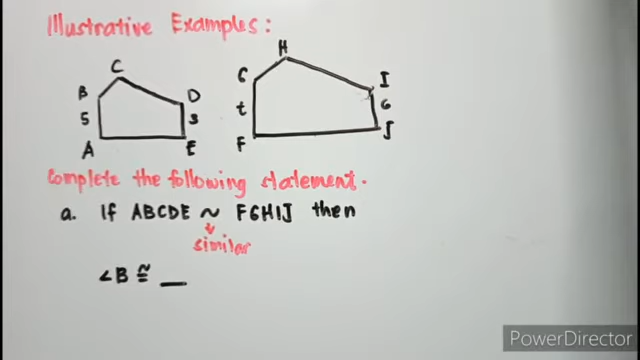 Illustrative Examples:
H
C
G
I
B
D
5
3
t
6
A
E
F
J
Complete the following statement.
a. If ABCDE ~ FGHIJ then
similar
∠B ≅ __
PowerDirector